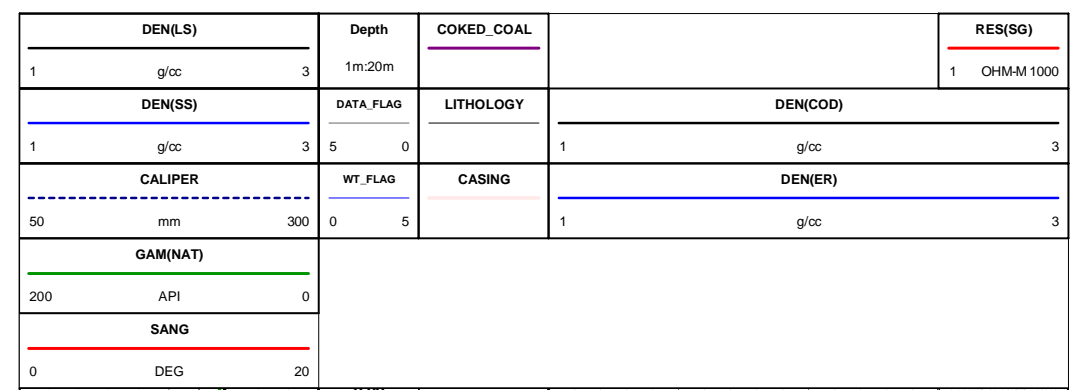 DEN(LS) Depth COKED_COAL RES(SG)
1 g/cc 3 1m:20m 1 OHM-M 1000
DEN(SS) DATA_FLAG LITHOLOGY DEN(COD)
1 g/cc 3 5 0 1 g/cc 3
CALIPER WT_FLAG CASING DEN(ER)
50 mm 300 0 5 1 g/cc 3
GAM(NAT)
200 API 0
SANG
0 DEG 20